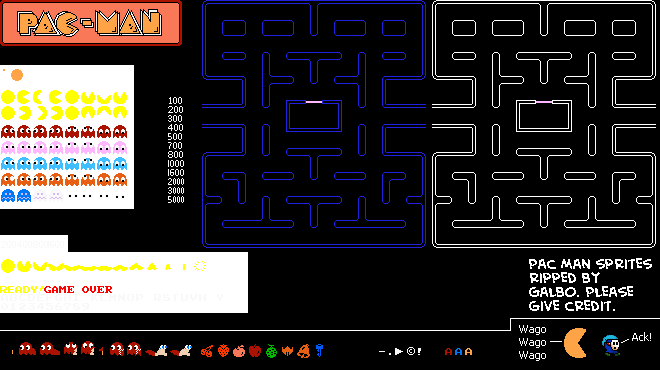 PAC-MAN
100
200
300
400
500
700
800
1000
1600
2000
3000
5000
READY!
GAME OVER
PAC MAN SPRITES
RIPPED BY
GALBO. PLEASE
GIVE CREDIT.
Wago
Wago
Wago
Ack!
- . ▶ © !
A A A